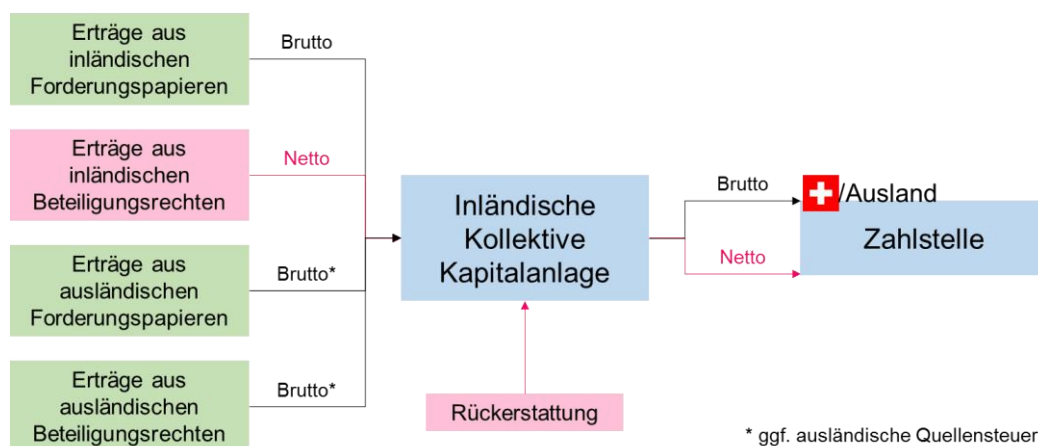 Erträge aus
inländischen
Forderungspapieren
Brutto
Erträge aus
inländischen
Beteiligungsrechten
Netto
Erträge aus
ausländischen
Forderungspapieren
Brutto*
Erträge aus
ausländischen
Beteiligungsrechten
Brutto*
Inländische
Kollektive
Kapitalanlage
Rückerstattung
Brutto
Netto
/Ausland
Zahlstelle
* ggf. ausländische Quellensteuer